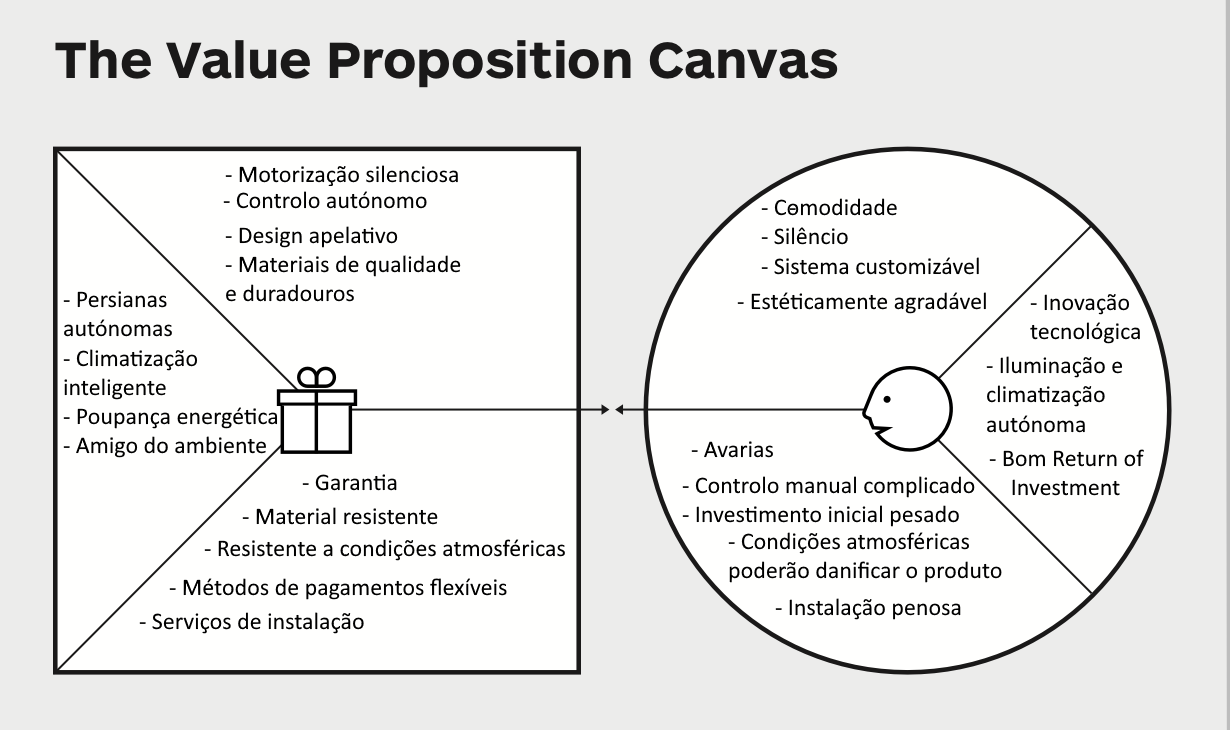 The Value Proposition Canvas
- Motorização silenciosa
- Controlo autónomo
- Design apelativo
- Materiais de qualidade
e duradouros
- Persianas
autónomas
- Climatização
inteligente
- Poupança energética
- Amigo do ambiente
- Garantia
- Material resistente
- Resistente a condições atmosféricas
- Métodos de pagamentos flexíveis
- Serviços de instalação
- Comodidade
- Silêncio
- Sistema customizável
- Estéticamente agradável
- Inovação
tecnológica
- Iluminação e
climatização
autónoma
- Bom Return of
Investment
- Avarias
- Controlo manual complicado
- Investimento inicial pesado
- Condições atmosféricas
poderão danificar o produto
- Instalação penosa